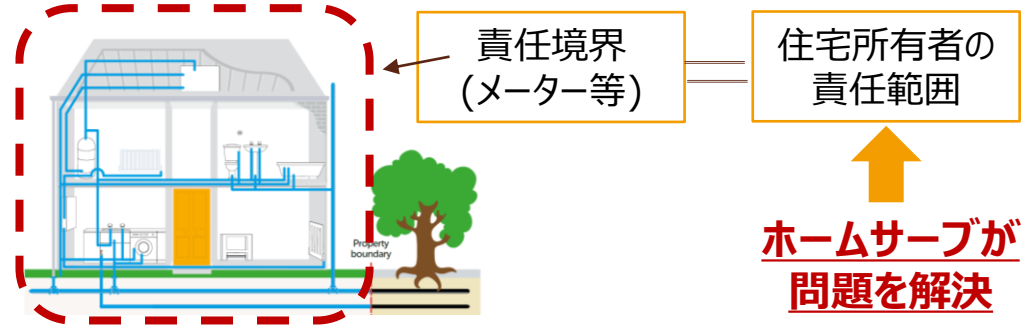 責任境界
(メーター等)
住宅所有者の
責任範囲
Property
boundary
ホームサーブが
問題を解決